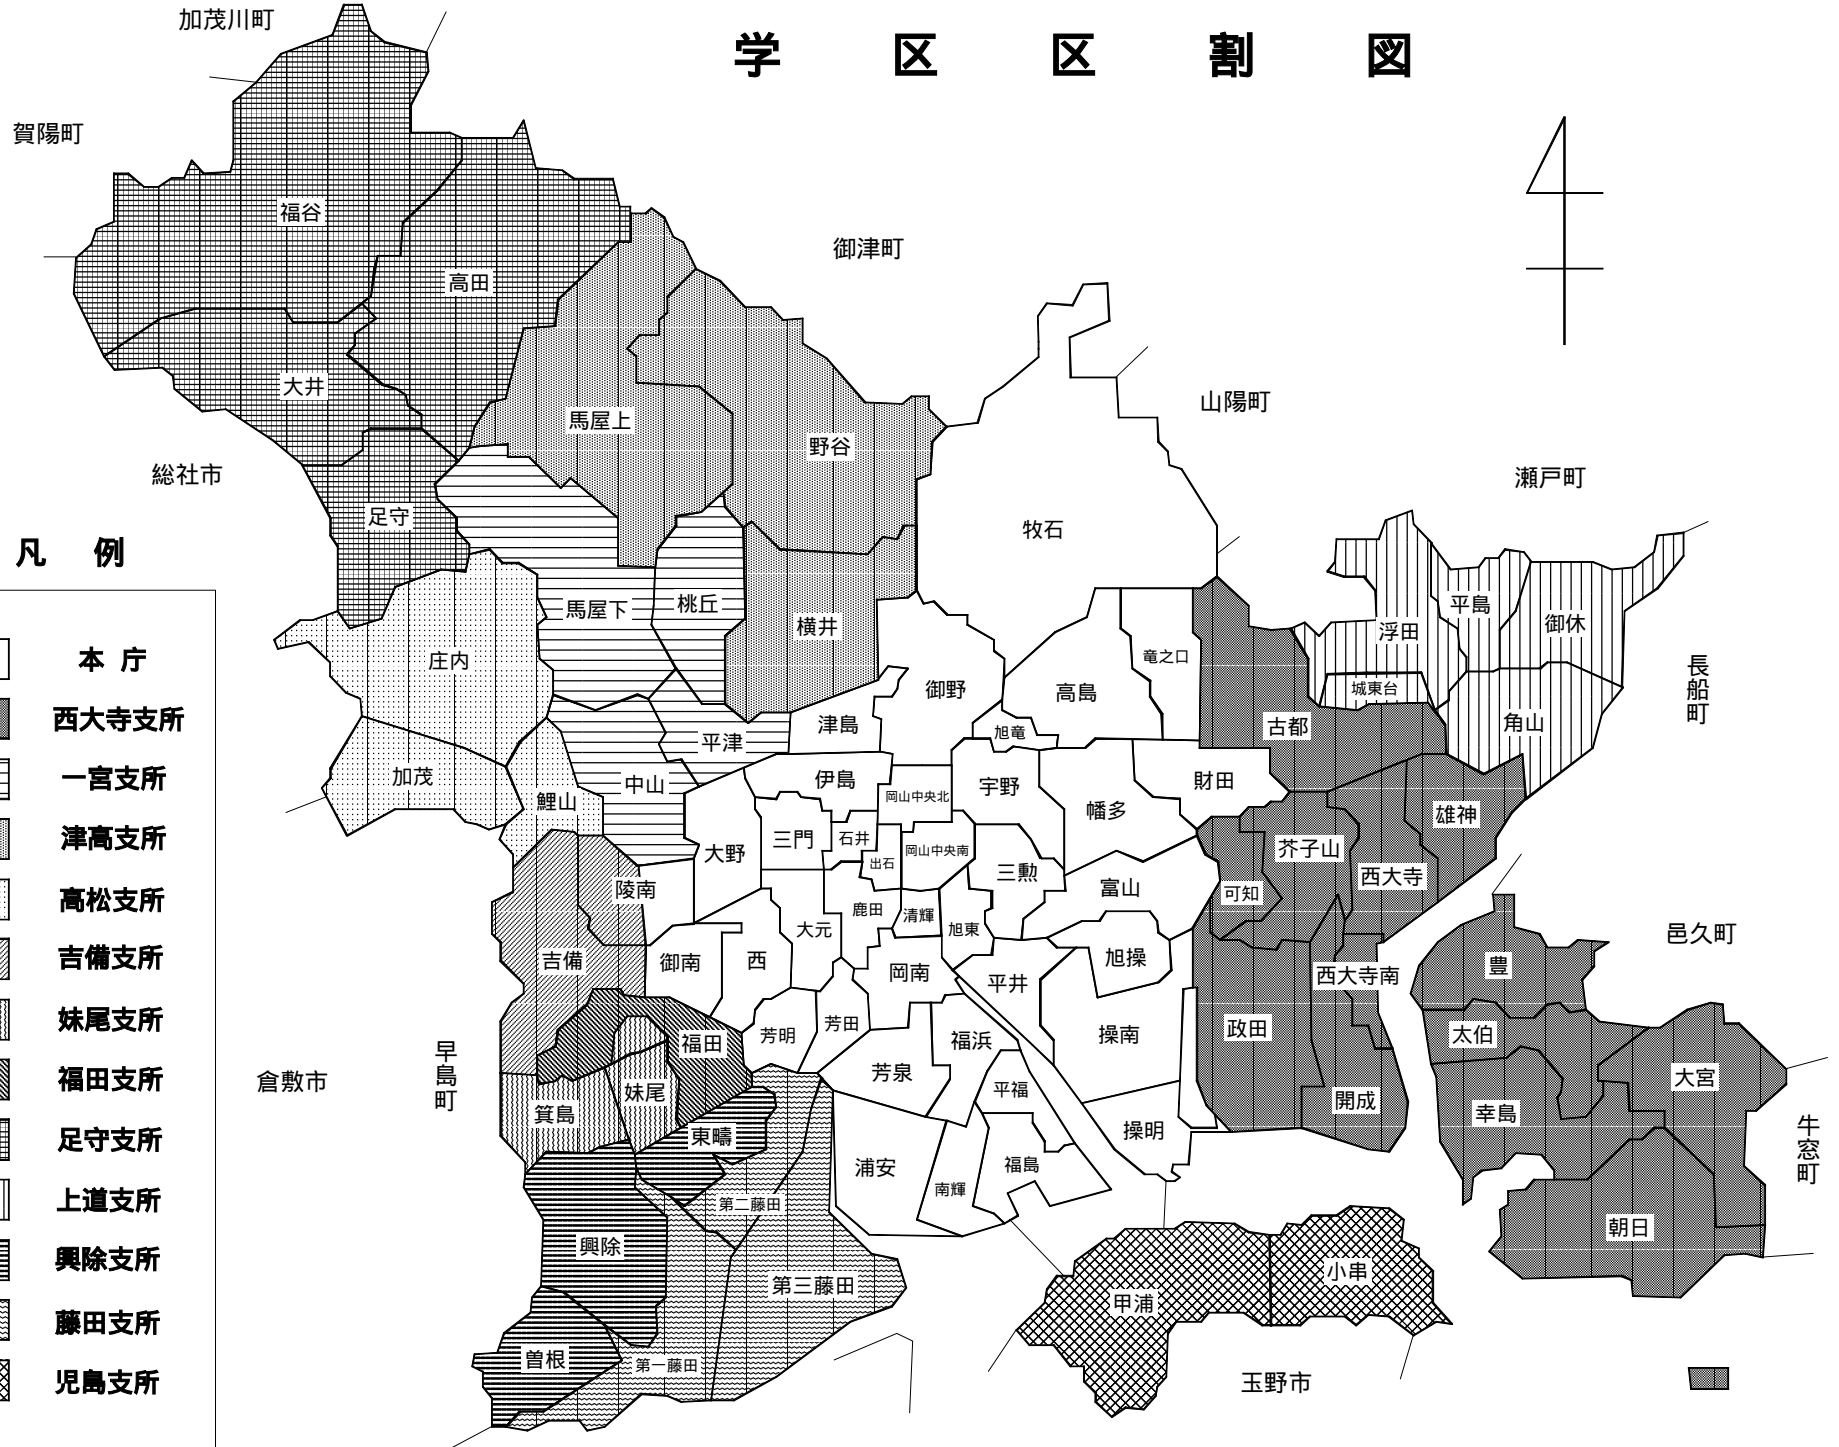 学区区割図
加茂川町
賀陽町
御津町
山陽町
総社市
瀬戸町
長船町
邑久町
牛窓町
早島町
倉敷市
玉野市
福谷
高田
大井
馬屋上
野谷
足守
牧石
馬屋下
桃丘
横井
庄内
浮田
平島
御休
竜之口
御野
高島
城東台
津島
旭竜
古都
角山
平津
加茂
中山
伊島
岡山中央北
宇野
財田
鯉山
幡多
雄神
三門
石井
大野
出石
岡山中央南
三勲
芥子山
西大寺
陵南
富山
可知
鹿田
清輝
大元
旭東
吉備
御南
西
岡南
平井
旭操
西大寺南
豊
福田
芳明
芳田
福浜
操南
政田
太伯
芳泉
平福
大宮
妹尾
箕島
開成
幸島
東疇
操明
浦安
南輝
福島
第二藤田
朝日
興除
第三藤田
甲浦
小串
曽根
第一藤田
凡例
本庁
西大寺支所
一宮支所
津高支所
高松支所
吉備支所
妹尾支所
福田支所
足守支所
上道支所
興除支所
藤田支所
児島支所